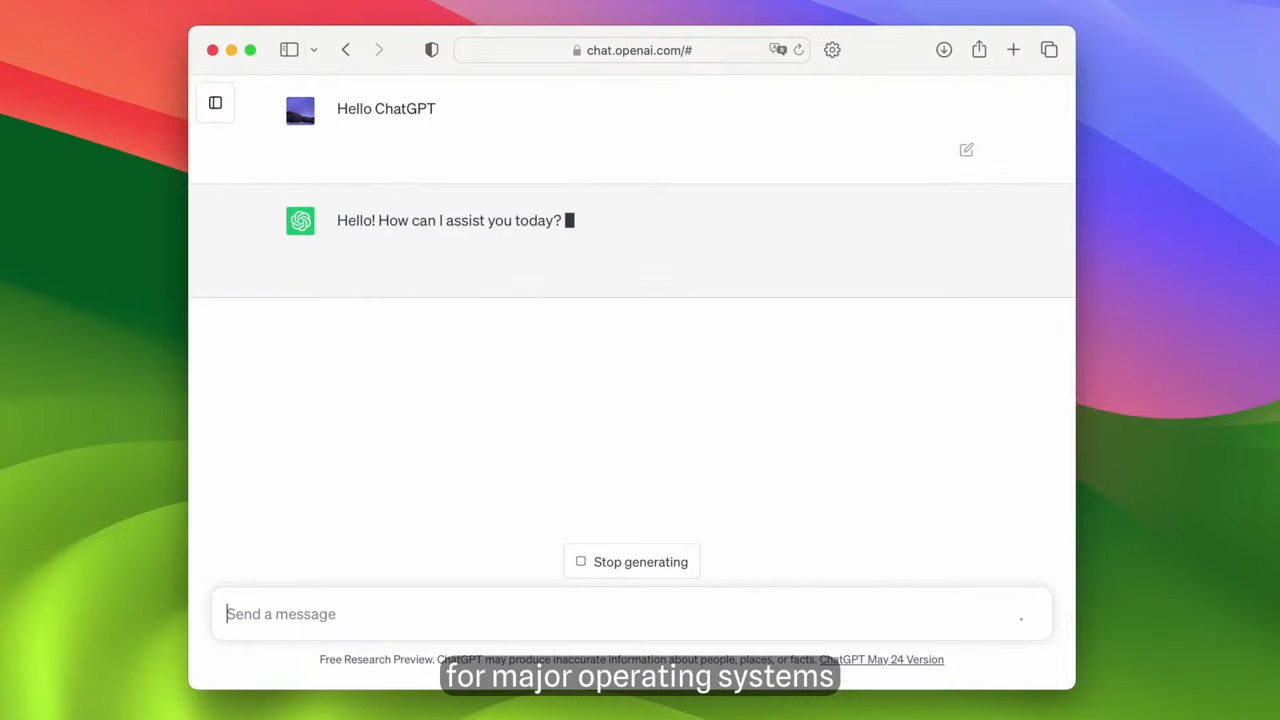 chat.openai.com/#
Hello ChatGPT
Hello! How can I assist you today?
Stop generating
Send a message
Free Research Preview. ChatGPT may produce inaccurate information about people, places, or facts. ChatGPT May 24 Version
for major operating systems